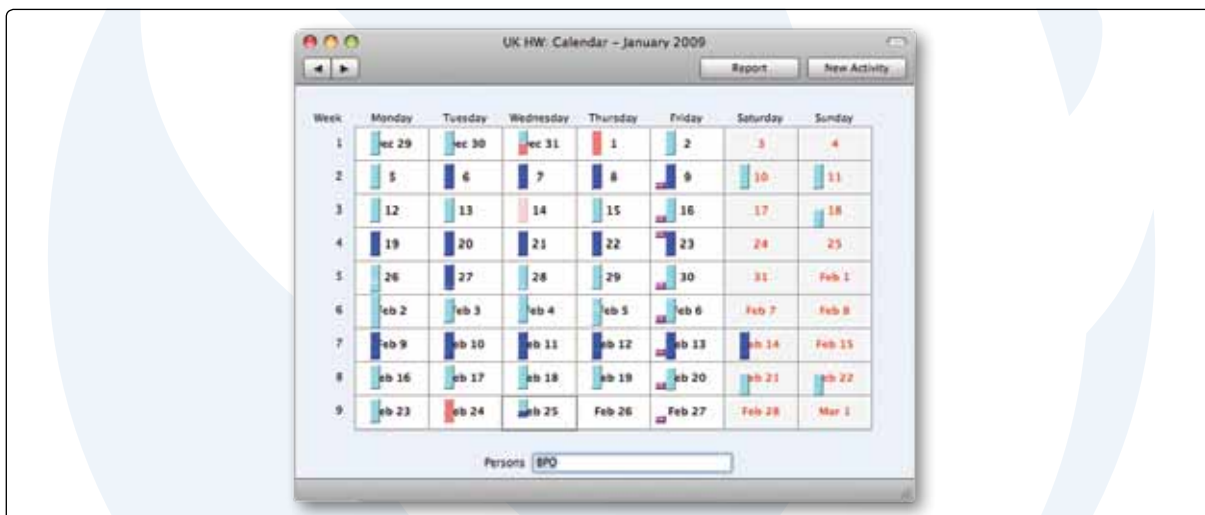 UK HW: Calendar – January 2009
Report New Activity
Week Monday Tuesday Wednesday Thursday Friday Saturday Sunday
1 ec 29 ec 30 ec 31 1 2 3 4
2 5 6 7 8 9 10 11
3 12 13 14 15 16 17 18
4 19 20 21 22 23 24 25
5 26 27 28 29 30 31 Feb 1
6 Feb 2 Feb 3 Feb 4 Feb 5 Feb 6 Feb 7 Feb 8
7 Feb 9 eb 10 eb 11 eb 12 eb 13 eb 14 Feb 15
8 eb 16 eb 17 eb 18 eb 19 eb 20 eb 21 eb 22
9 eb 23 eb 24 eb 25 Feb 26 Feb 27 Feb 28 Mar 1
Persons BPO